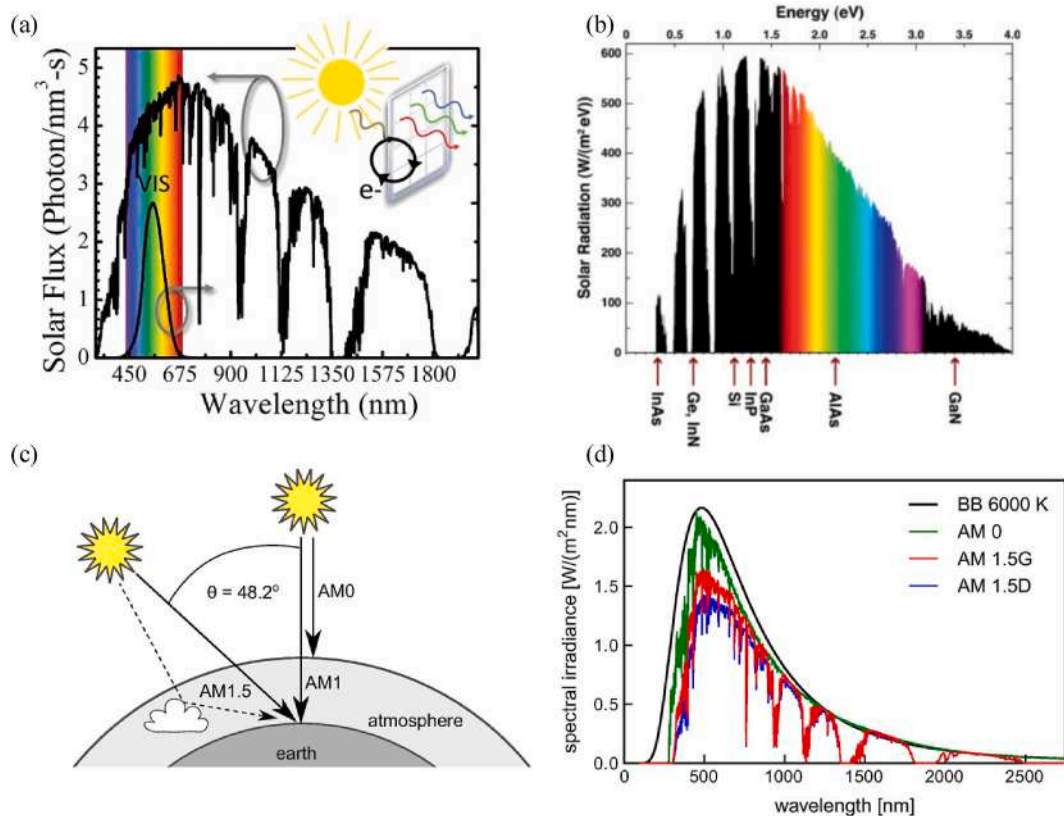 (a)
Solar Flux (Photon/nm³-s)
5
4
3
2
1
0
VIS
e-
450 675 900 1125 1350 1575 1800
Wavelength (nm)
(b)
Energy (eV)
0 0.5 1.0 1.5 2.0 2.5 3.0 3.5 4.0
Solar Radiation (W/(m² eV))
600
500
400
300
200
100
0
InAs
Ge, InN
Si
InP
GaAs
AlAs
GaN
(c)
θ = 48.2°
AM0
AM1.5
AM1
atmosphere
earth
(d)
spectral irradiance [W/(m²nm)]
2.0
1.5
1.0
0.5
0.0
BB 6000 K
AM 0
AM 1.5G
AM 1.5D
0 500 1000 1500 2000 2500
wavelength [nm]